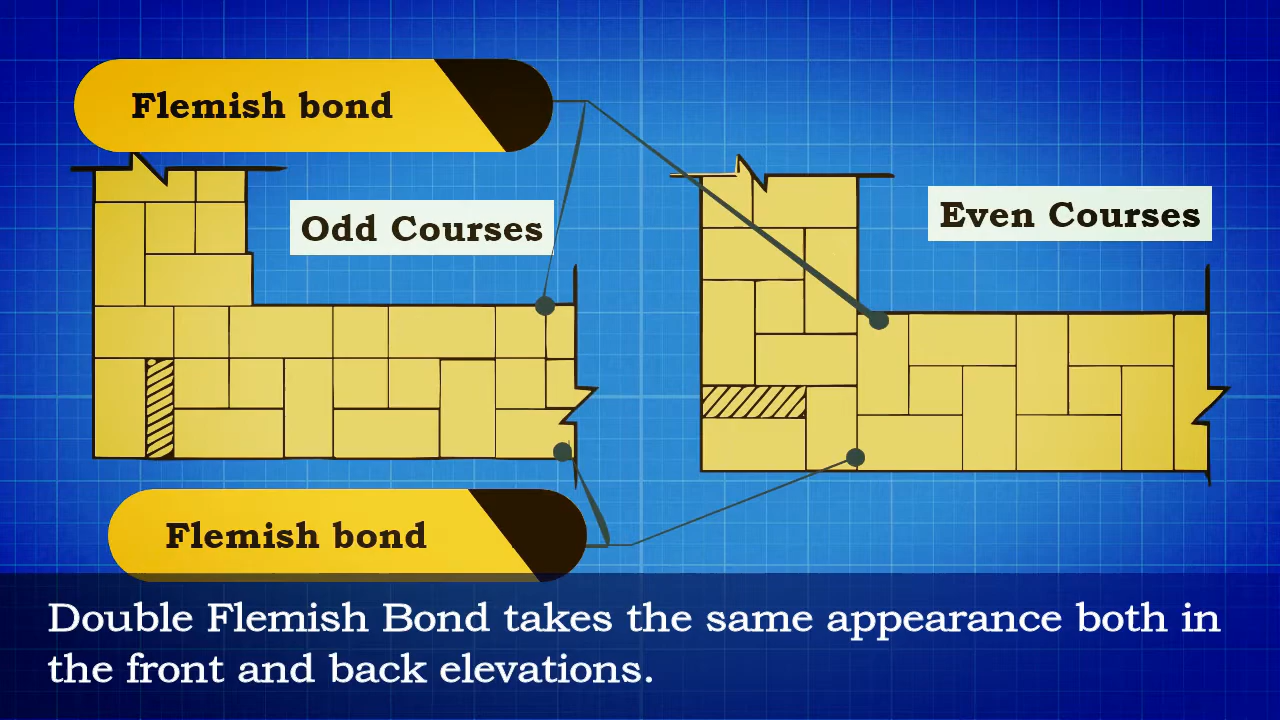 Flemish bond
Odd Courses
Even Courses
Flemish bond
Double Flemish Bond takes the same appearance both in
the front and back elevations.